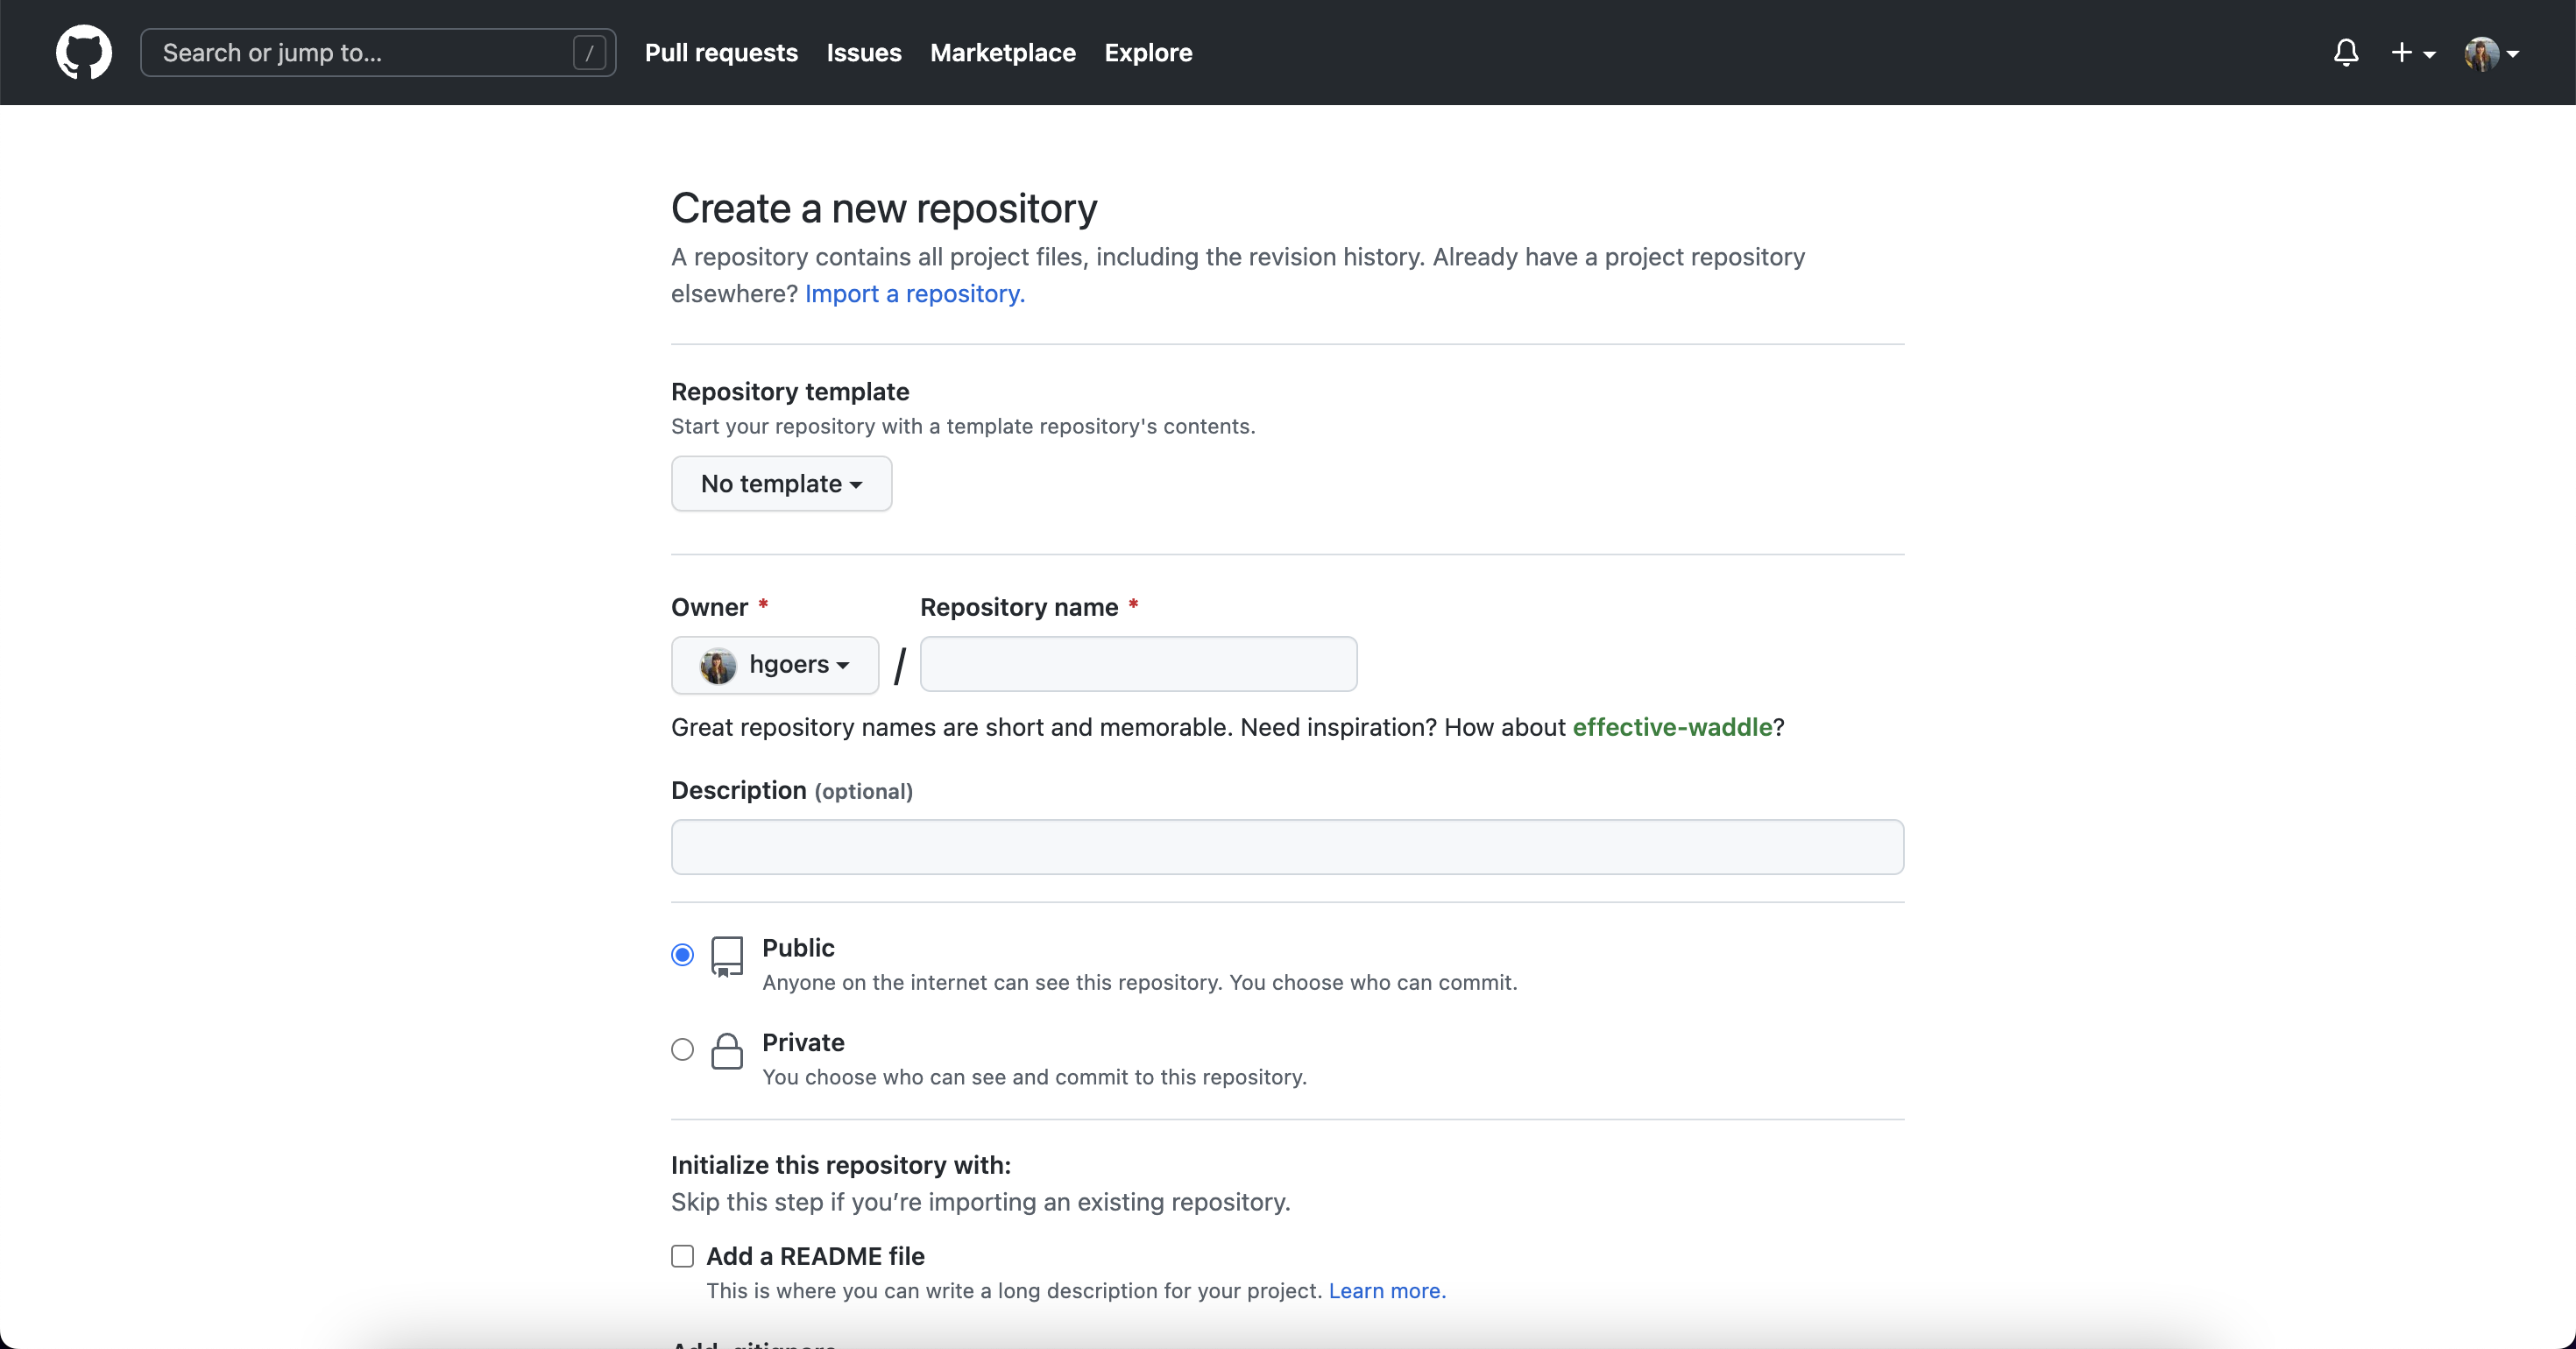 Search or jump to... /
Pull requests Issues Marketplace Explore
Create a new repository
A repository contains all project files, including the revision history. Already have a project repository
elsewhere? Import a repository.
Repository template
Start your repository with a template repository's contents.
No template
Owner * Repository name *
hgoers /
Great repository names are short and memorable. Need inspiration? How about effective-waddle?
Description (optional)
Public
Anyone on the internet can see this repository. You choose who can commit.
Private
You choose who can see and commit to this repository.
Initialize this repository with:
Skip this step if you’re importing an existing repository.
Add a README file
This is where you can write a long description for your project. Learn more.
Add .gitignore